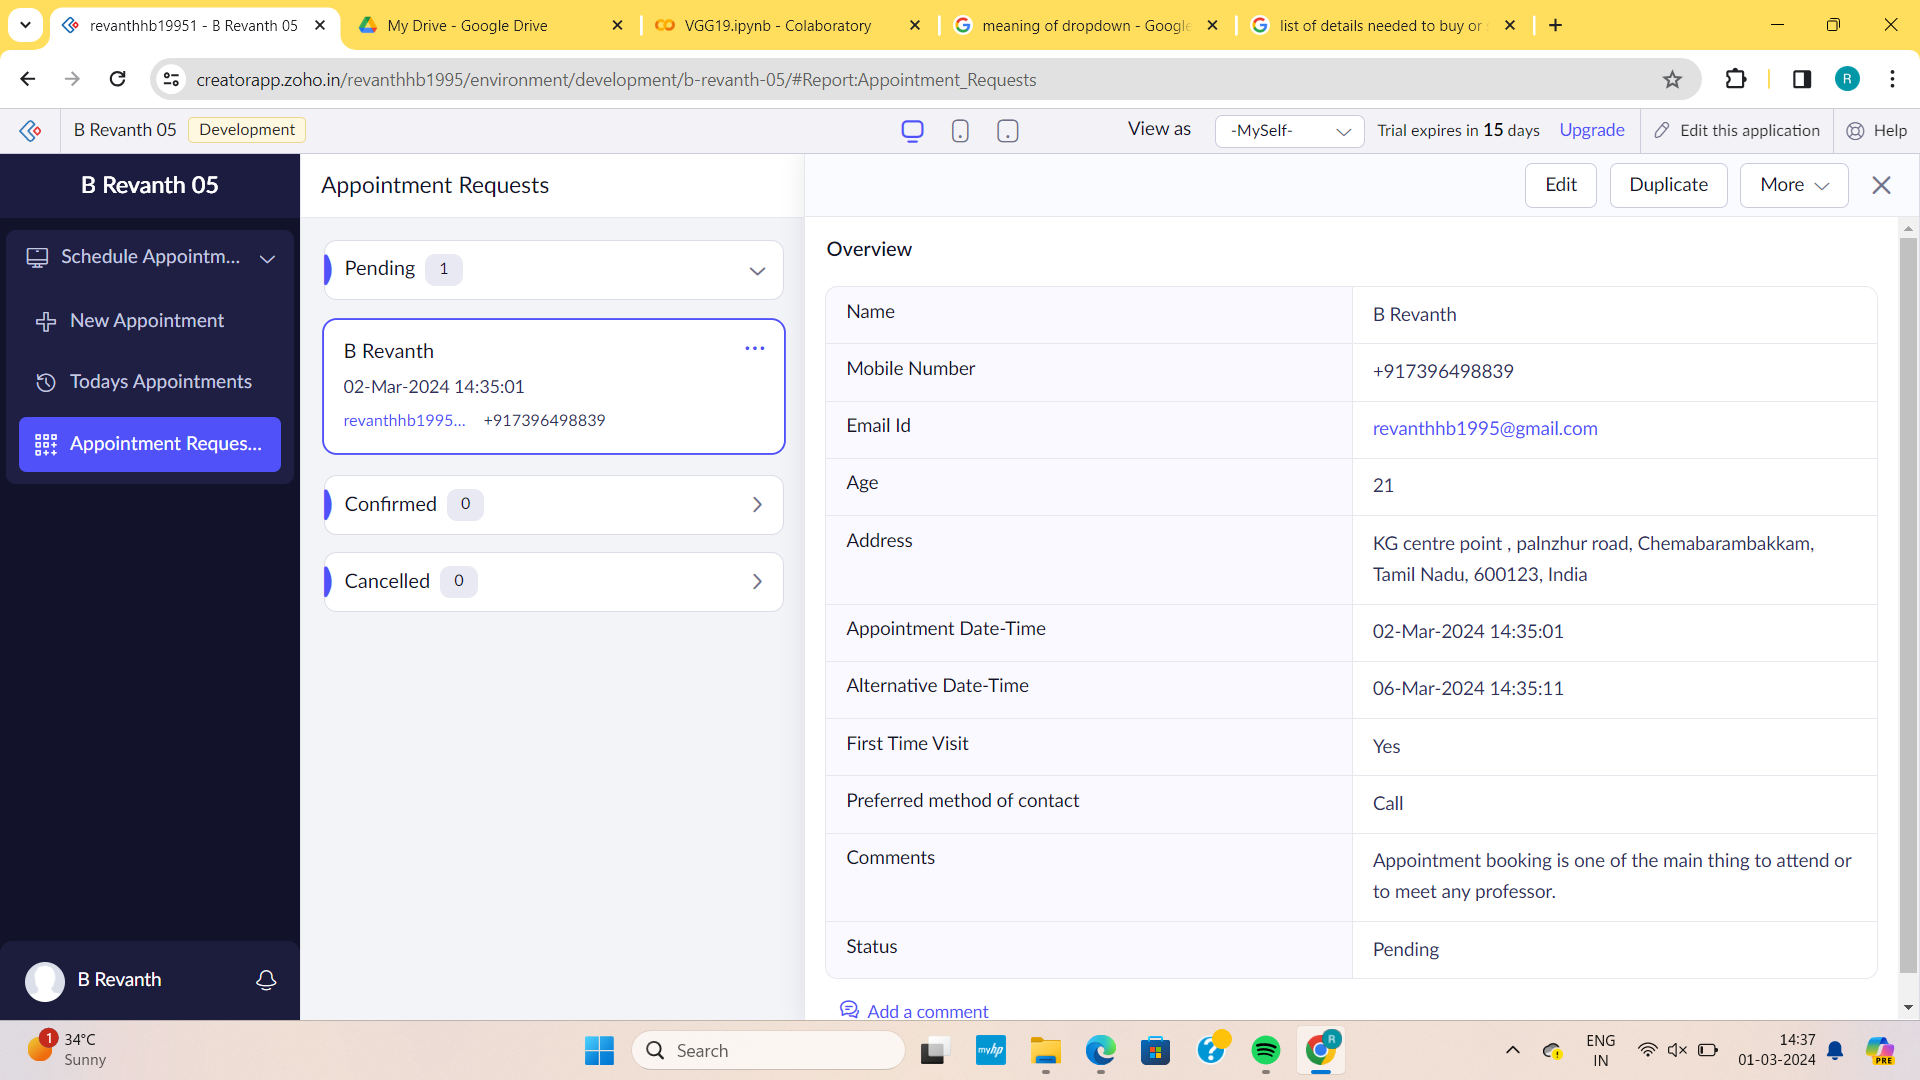 revanthhb19951 - B Revanth 05
My Drive - Google Drive
VGG19.ipynb - Colaboratory
meaning of dropdown - Google
list of details needed to buy or
creatorapp.zoho.in/revanthhb1995/environment/development/b-revanth-05/#Report:Appointment_Requests
R
B Revanth 05
Development
View as
-MySelf-
Trial expires in 15 days
Upgrade
Edit this application
Help
B Revanth 05
Schedule Appointm...
New Appointment
Todays Appointments
Appointment Reques...
B Revanth
Appointment Requests
Pending 1
B Revanth
02-Mar-2024 14:35:01
revanthhb1995... +917396498839
Confirmed 0
Cancelled 0
Edit
Duplicate
More
Overview
Name B Revanth
Mobile Number +917396498839
Email Id revanthhb1995@gmail.com
Age 21
Address KG centre point , palnzhur road, Chemabarambakkam,
Tamil Nadu, 600123, India
Appointment Date-Time 02-Mar-2024 14:35:01
Alternative Date-Time 06-Mar-2024 14:35:11
First Time Visit Yes
Preferred method of contact Call
Comments Appointment booking is one of the main thing to attend or
to meet any professor.
Status Pending
Add a comment
1
34°C
Sunny
Search
myhp
R
ENG
IN
14:37
01-03-2024
PRE